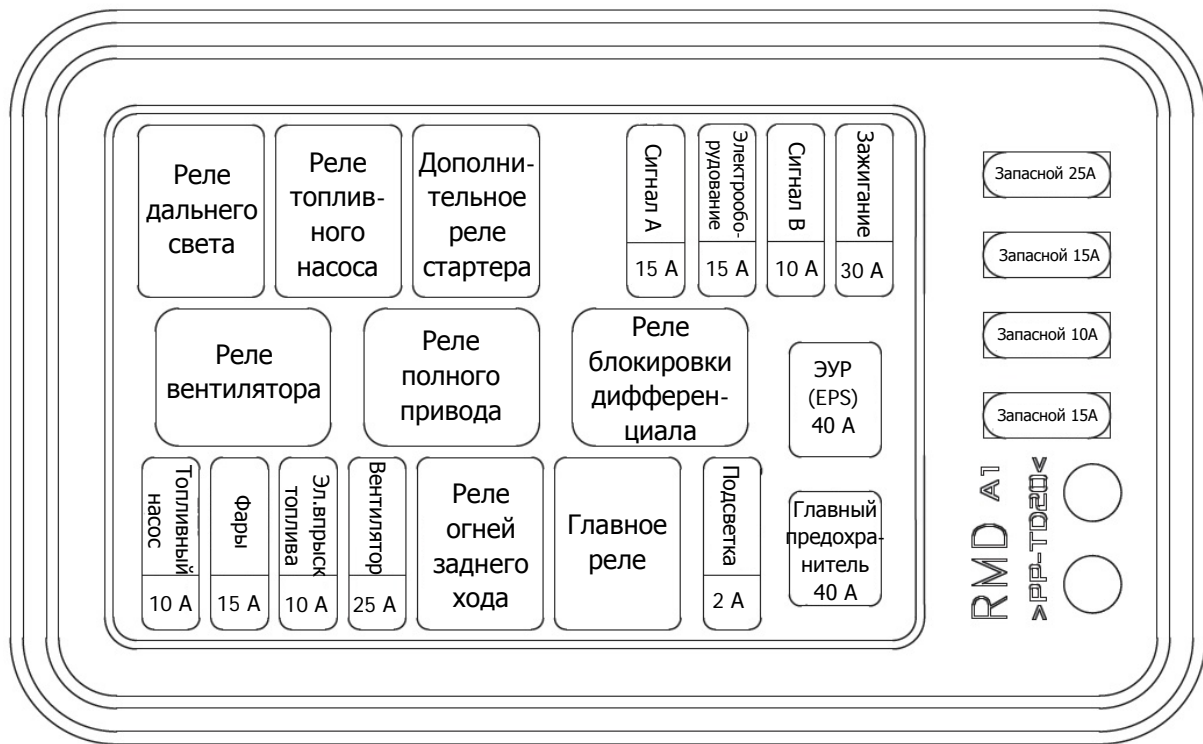 Реле
дальнего
света
Реле
топлив-
ного
насоса
Дополни-
тельное
реле
стартера
Сигнал A
15 A
Электрообо-
рудование
15 A
Сигнал B
10 A
Зажигание
30 A
Запасной 25А
Запасной 15А
Запасной 10А
Запасной 15А
Реле
вентилятора
Реле
полного
привода
Реле
блокировки
дифферен-
циала
ЭУР
(EPS)
40 A
Топливный
насос
10 A
Фары
15 A
Эл.впрыск
топлива
10 A
Вентилятор
25 A
Реле
огней
заднего
хода
Главное
реле
Подсветка
2 A
Главный
предохра-
нитель
40 A
RMD A1
>PP-TD20<